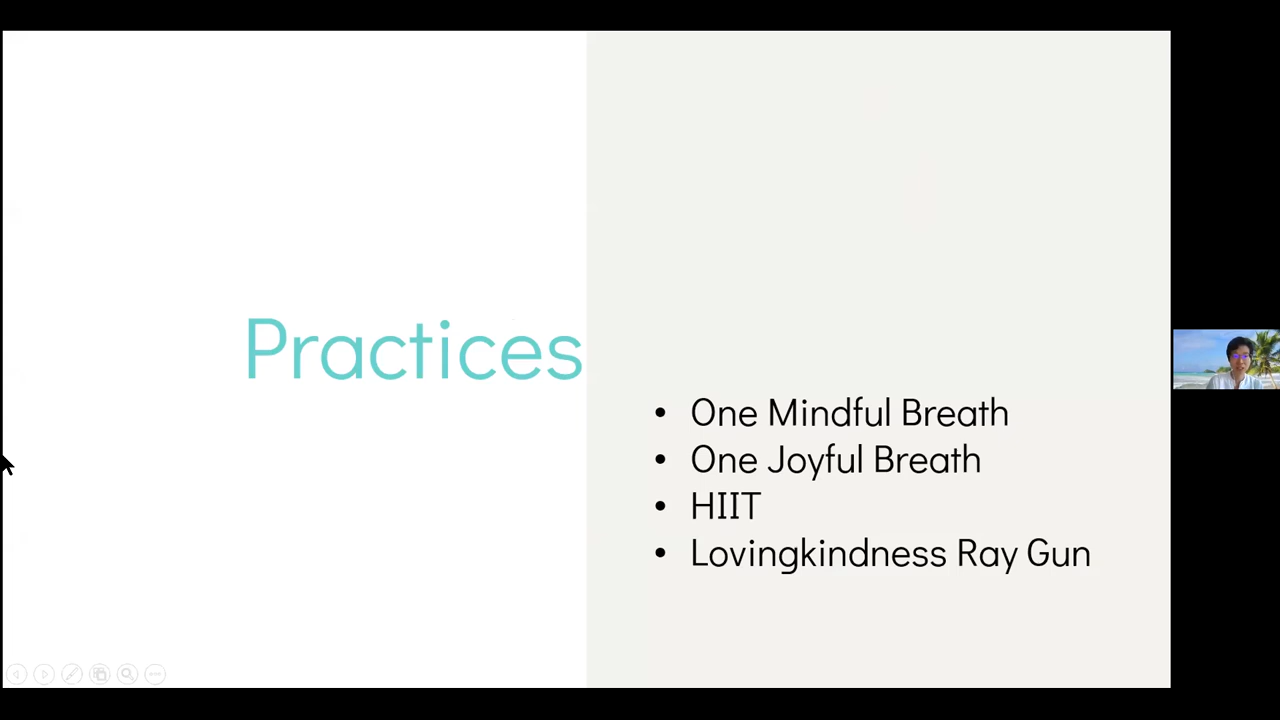 Practices
• One Mindful Breath
• One Joyful Breath
• HIIT
• Lovingkindness Ray Gun